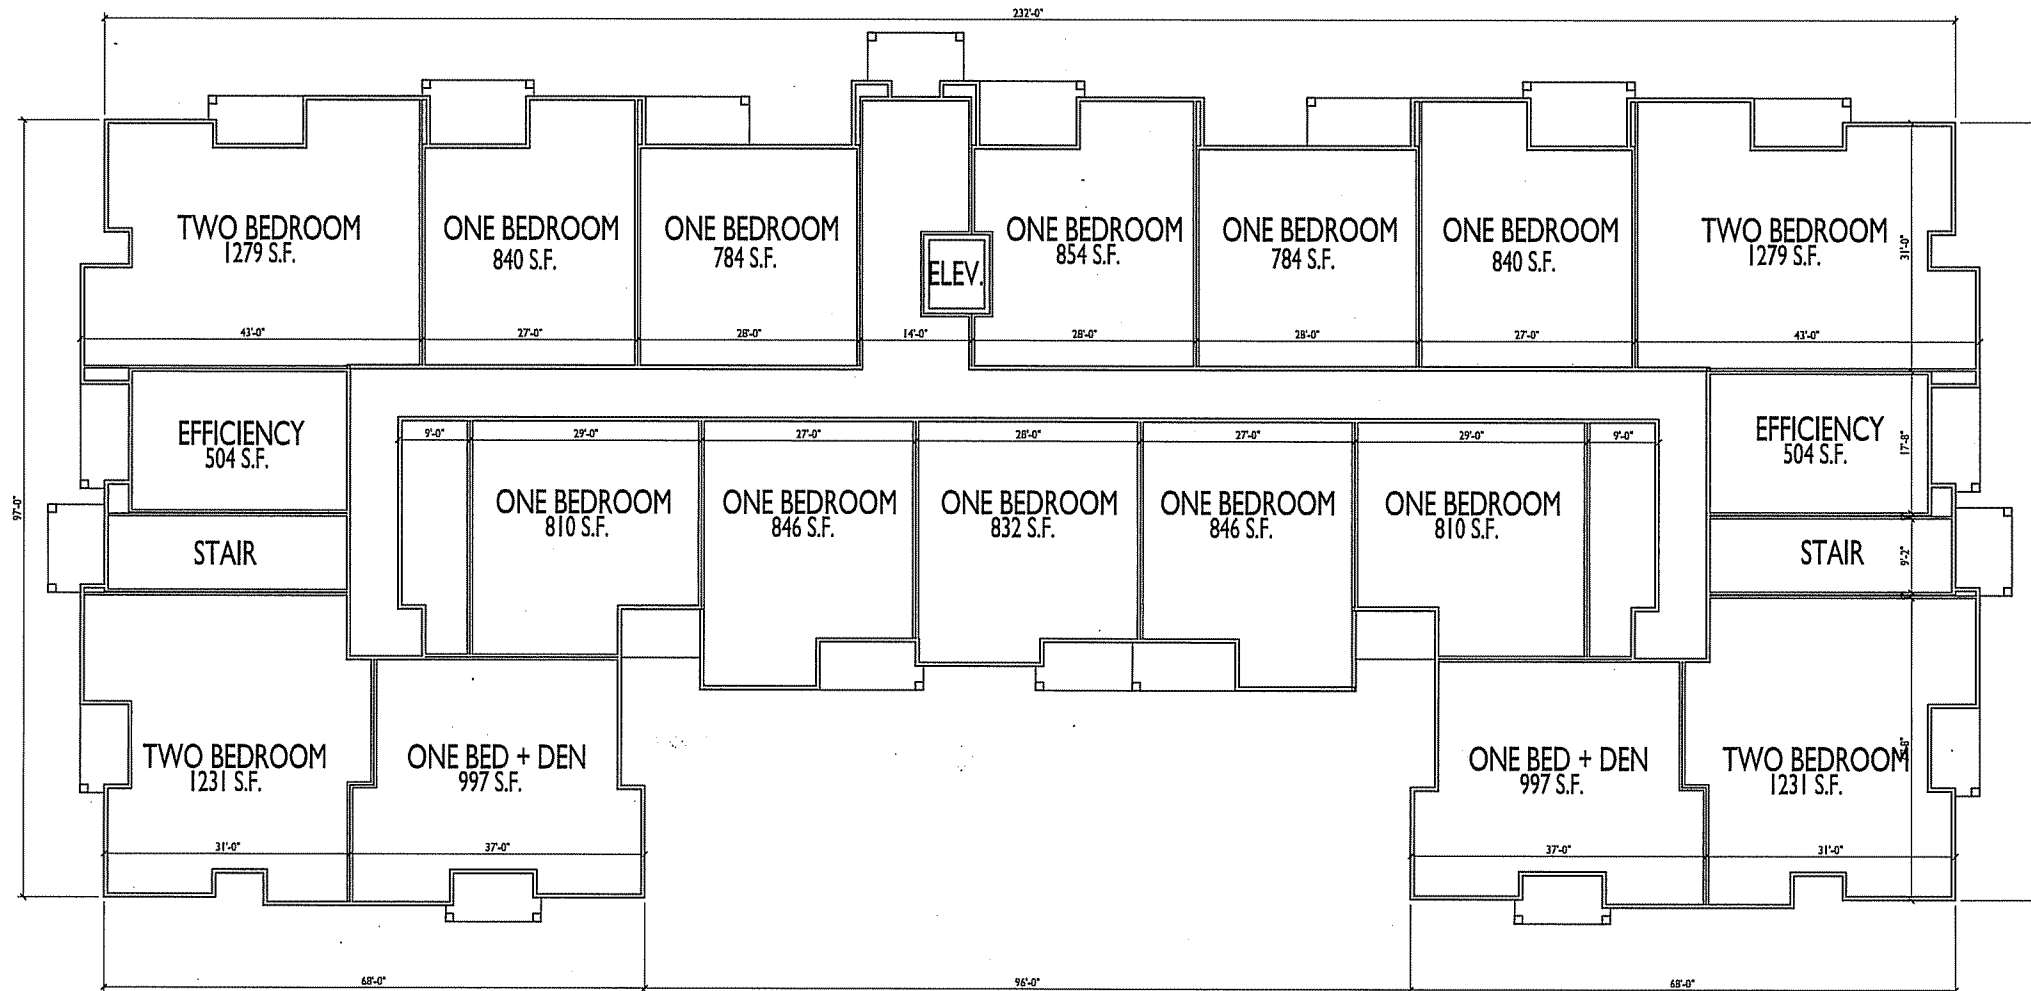 232'-0"
TWO BEDROOM
1279 S.F.
ONE BEDROOM
840 S.F.
ONE BEDROOM
784 S.F.
ELEV.
ONE BEDROOM
854 S.F.
ONE BEDROOM
784 S.F.
ONE BEDROOM
840 S.F.
TWO BEDROOM
1279 S.F.
31'-0"
43'-0"
27'-0"
28'-0"
14'-0"
28'-0"
28'-0"
27'-0"
43'-0"
97'-0"
EFFICIENCY
504 S.F.
9'-0"
29'-0"
27'-0"
28'-0"
27'-0"
29'-0"
9'-0"
EFFICIENCY
504 S.F.
17'-8"
ONE BEDROOM
810 S.F.
ONE BEDROOM
846 S.F.
ONE BEDROOM
832 S.F.
ONE BEDROOM
846 S.F.
ONE BEDROOM
810 S.F.
STAIR
STAIR
9'-2"
TWO BEDROOM
1231 S.F.
ONE BED + DEN
997 S.F.
ONE BED + DEN
997 S.F.
TWO BEDROOM
1231 S.F.
31'-0"
37'-0"
37'-0"
31'-0"
68'-0"
96'-0"
68'-0"